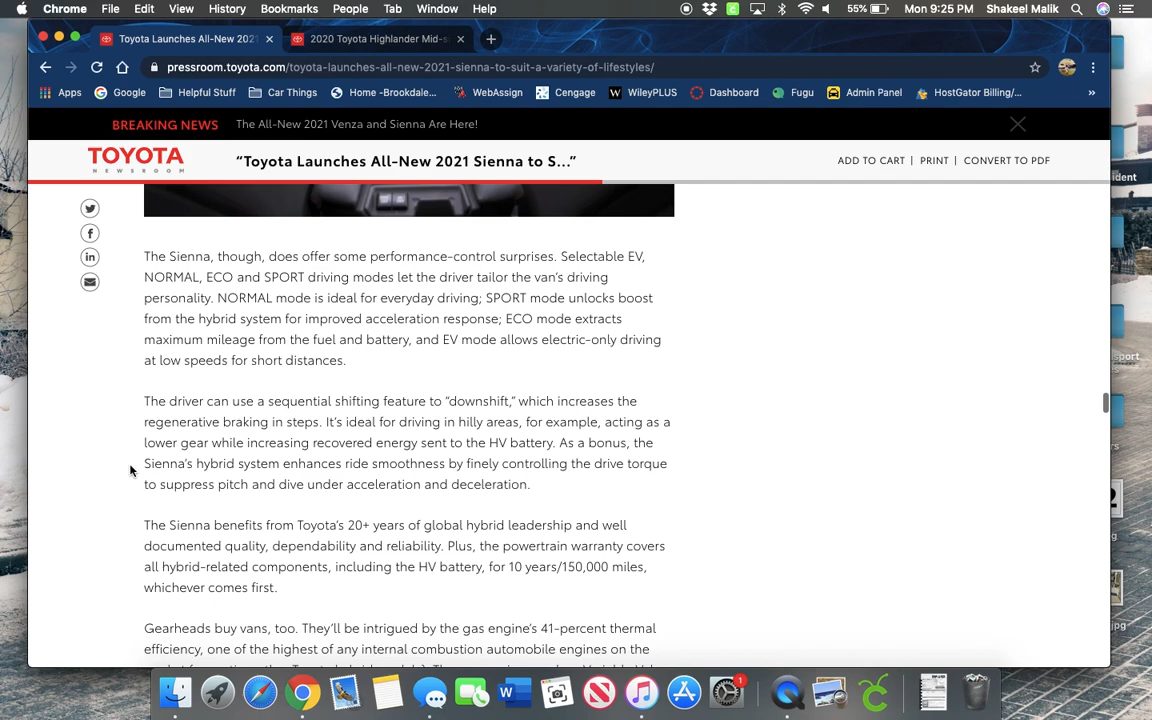 Chrome File Edit View History Bookmarks People Tab Window Help 55% Mon 9:25 PM Shakeel Malik
Toyota Launches All-New 202 2020 Toyota Highlander Mid-s
pressroom.toyota.com/toyota-launches-all-new-2021-sienna-to-suit-a-variety-of-lifestyles/
Apps Google Helpful Stuff Car Things Home -Brookdale... WebAssign Cengage WileyPLUS Dashboard Fugu Admin Panel HostGator Billing/... »
BREAKING NEWS The All-New 2021 Venza and Sienna Are Here!
TOYOTA
NEWSROOM
“Toyota Launches All-New 2021 Sienna to S...”
ADD TO CART | PRINT | CONVERT TO PDF
The Sienna, though, does offer some performance-control surprises. Selectable EV,
NORMAL, ECO and SPORT driving modes let the driver tailor the van’s driving
personality. NORMAL mode is ideal for everyday driving; SPORT mode unlocks boost
from the hybrid system for improved acceleration response; ECO mode extracts
maximum mileage from the fuel and battery, and EV mode allows electric-only driving
at low speeds for short distances.
The driver can use a sequential shifting feature to “downshift,” which increases the
regenerative braking in steps. It’s ideal for driving in hilly areas, for example, acting as a
lower gear while increasing recovered energy sent to the HV battery. As a bonus, the
Sienna’s hybrid system enhances ride smoothness by finely controlling the drive torque
to suppress pitch and dive under acceleration and deceleration.
The Sienna benefits from Toyota’s 20+ years of global hybrid leadership and well
documented quality, dependability and reliability. Plus, the powertrain warranty covers
all hybrid-related components, including the HV battery, for 10 years/150,000 miles,
whichever comes first.
Gearheads buy vans, too. They’ll be intrigued by the gas engine’s 41-percent thermal
efficiency, one of the highest of any internal combustion automobile engines on the